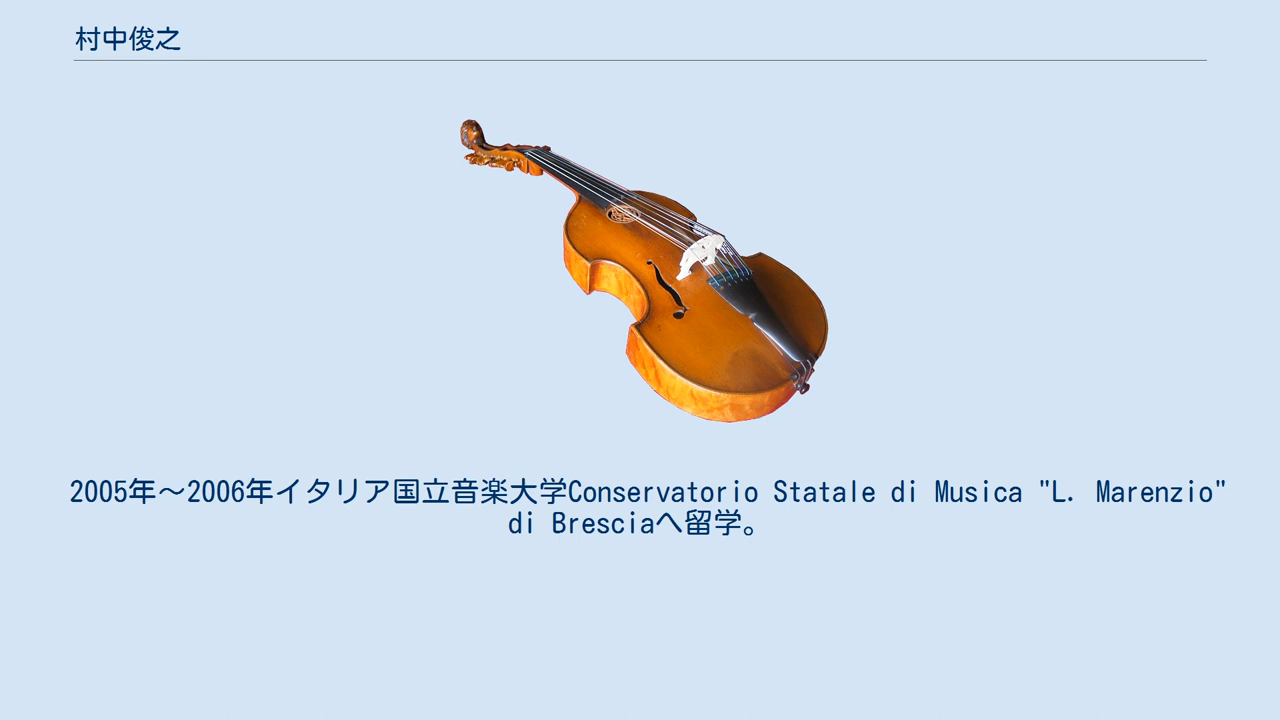 村中俊之
2005年〜2006年イタリア国立音楽大学Conservatorio Statale di Musica "L. Marenzio"
di Bresciaへ留学。